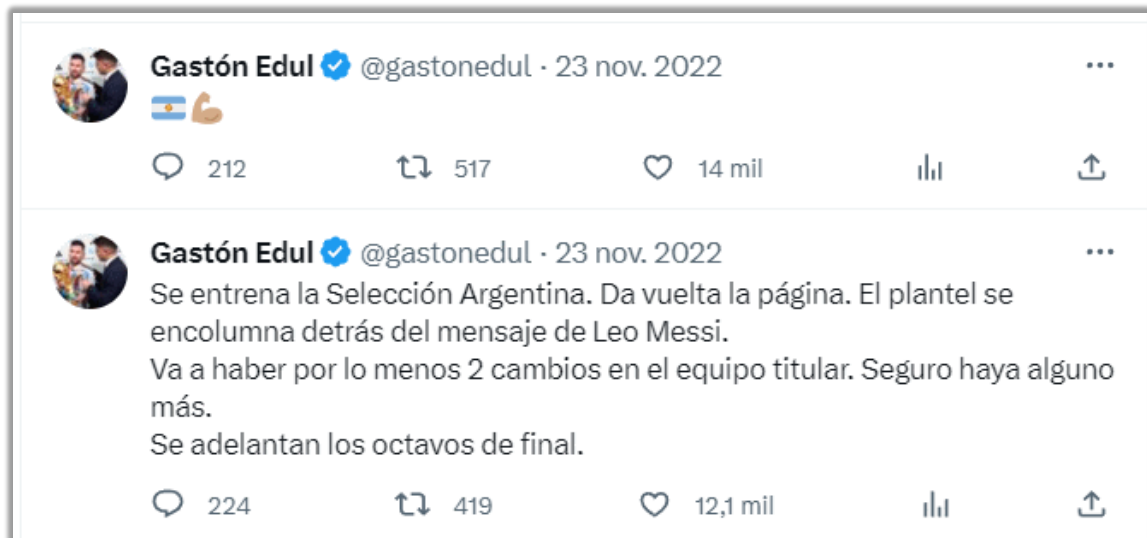 Gastón Edul @gastonedul · 23 nov. 2022
🇦🇷💪🏽
212 517 14 mil
Gastón Edul @gastonedul · 23 nov. 2022
Se entrena la Selección Argentina. Da vuelta la página. El plantel se
encolumna detrás del mensaje de Leo Messi.
Va a haber por lo menos 2 cambios en el equipo titular. Seguro haya alguno
más.
Se adelantan los octavos de final.
224 419 12,1 mil